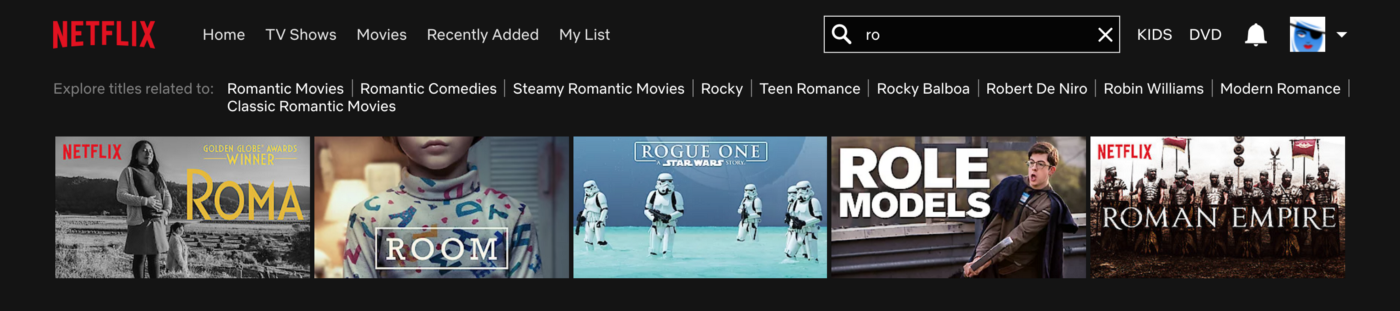 NETFLIX
Home TV Shows Movies Recently Added My List
ro
KIDS DVD
Explore titles related to: Romantic Movies | Romantic Comedies | Steamy Romantic Movies | Rocky | Teen Romance | Rocky Balboa | Robert De Niro | Robin Williams | Modern Romance |
Classic Romantic Movies
NETFLIX
GOLDEN GLOBE® AWARDS
WINNER
ROMA
ROOM
ROGUE ONE
A STAR WARS STORY
ROLE
MODELS
NETFLIX
ROMAN EMPIRE